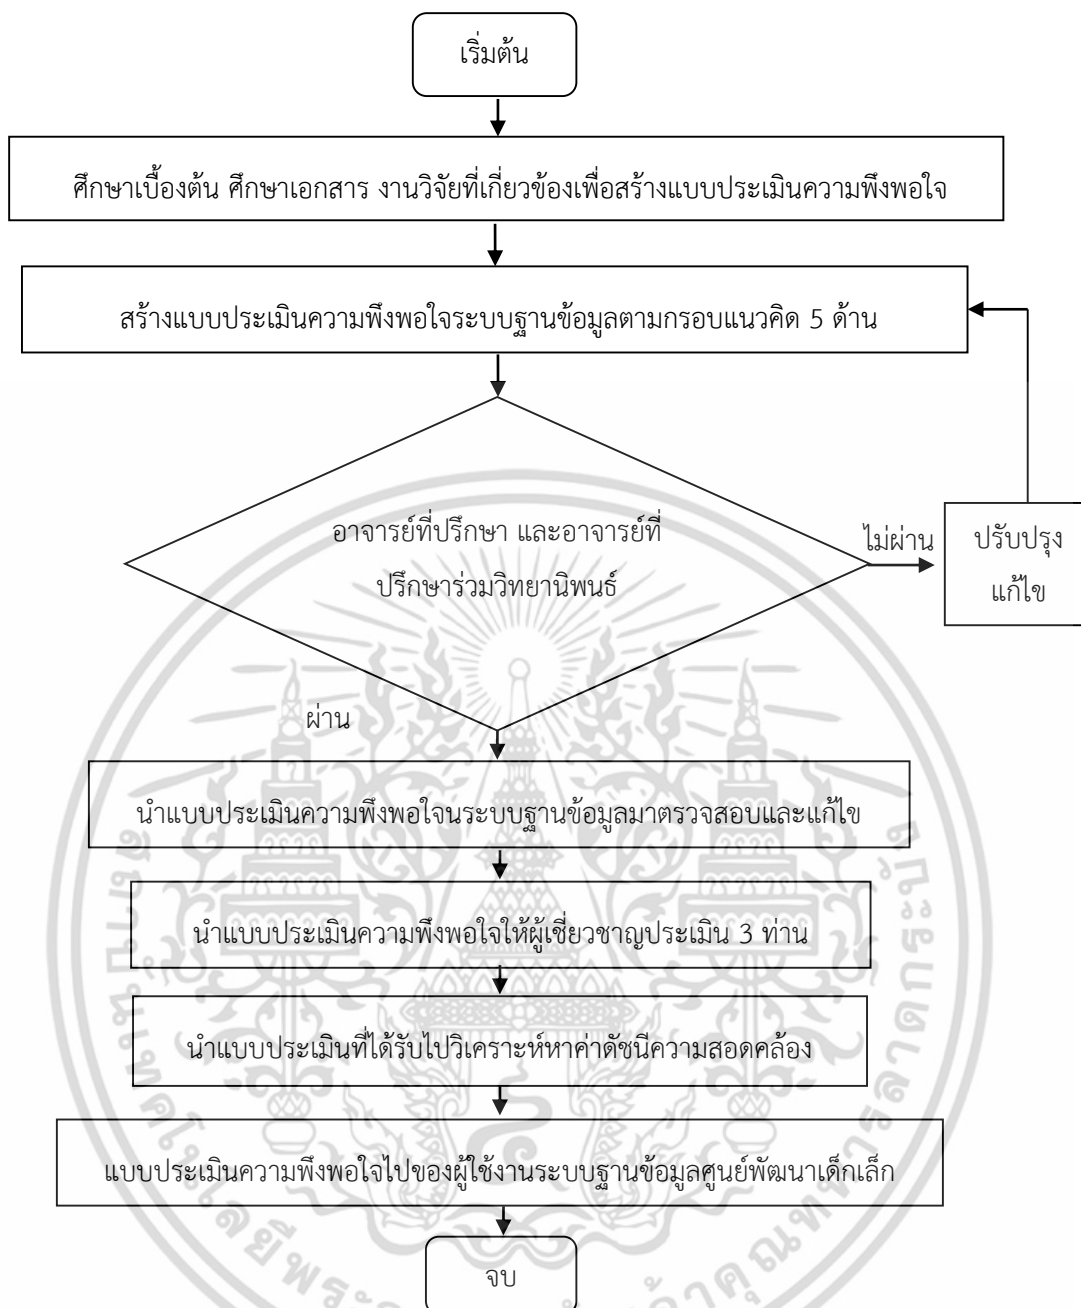 เริ่มต้น
ศึกษาเบื้องต้น ศึกษาเอกสาร งานวิจัยที่เกี่ยวข้องเพื่อสร้างแบบประเมินความพึงพอใจ
สร้างแบบประเมินความพึงพอใจระบบฐานข้อมูลตามกรอบแนวคิด 5 ด้าน
อาจารย์ที่ปรึกษา และอาจารย์ที่
ปรึกษาร่วมวิทยานิพนธ์
ไม่ผ่าน
ปรับปรุง
แก้ไข
ผ่าน
นำแบบประเมินความพึงพอใจนระบบฐานข้อมูลมาตรวจสอบและแก้ไข
นำแบบประเมินความพึงพอใจให้ผู้เชี่ยวชาญประเมิน 3 ท่าน
นำแบบประเมินที่ได้รับไปวิเคราะห์หาค่าดัชนีความสอดคล้อง
แบบประเมินความพึงพอใจไปของผู้ใช้งานระบบฐานข้อมูลศูนย์พัฒนาเด็กเล็ก
จบ